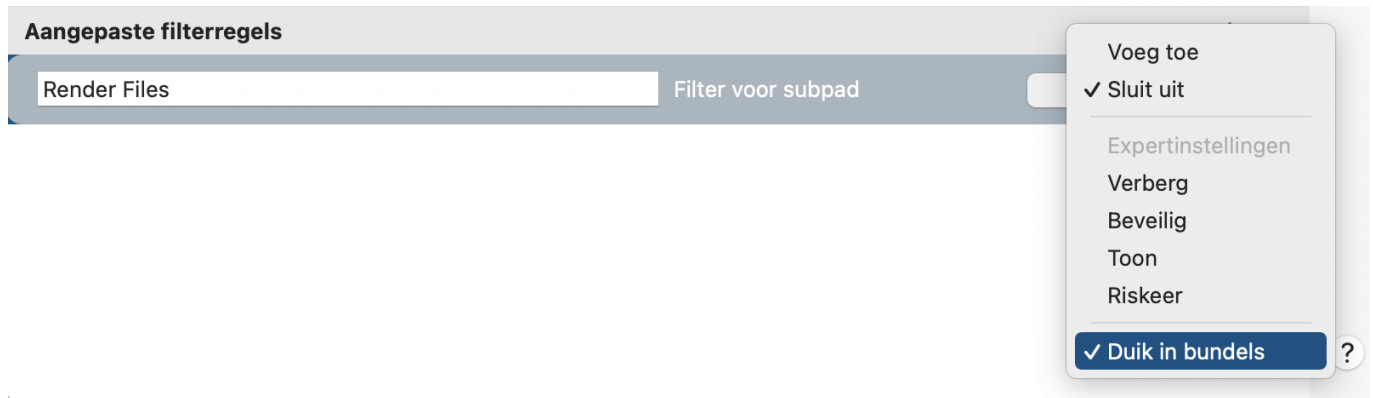 Aangepaste filterregels
Render Files
Filter voor subpad
Voeg toe
✓ Sluit uit
Expertinstellingen
Verberg
Beveilig
Toon
Riskeer
✓ Duik in bundels
?